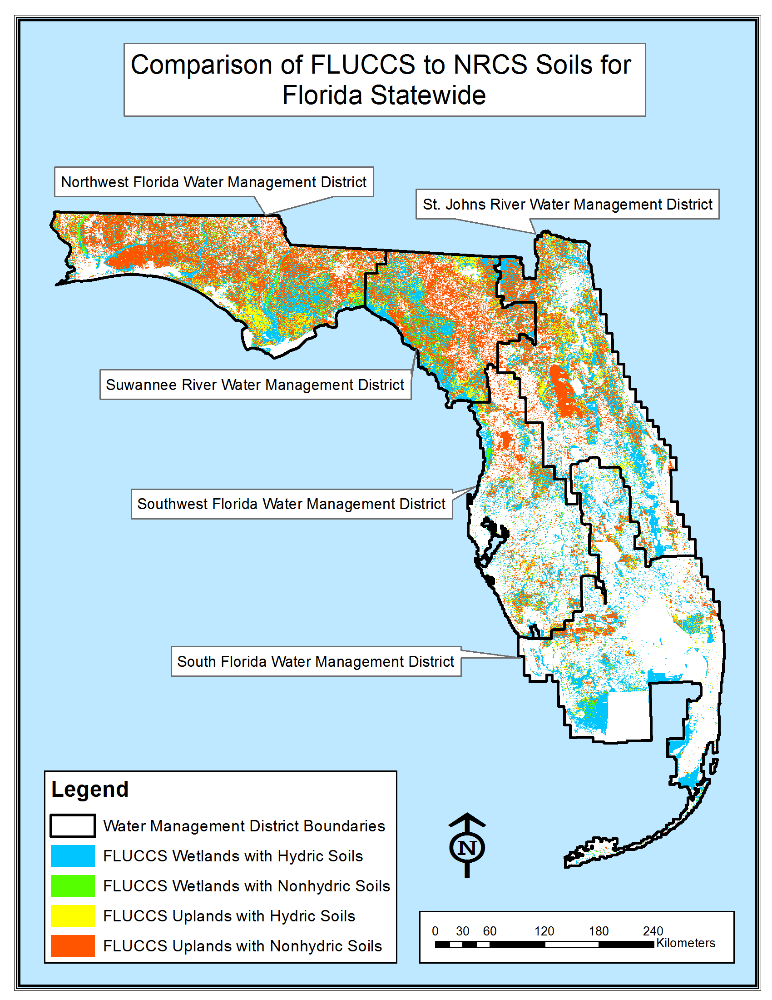 Comparison of FLUCCS to NRCS Soils for
Florida Statewide
Northwest Florida Water Management District
St. Johns River Water Management District
Suwannee River Water Management District
Southwest Florida Water Management District
South Florida Water Management District
Legend
Water Management District Boundaries
FLUCCS Wetlands with Hydric Soils
FLUCCS Wetlands with Nonhydric Soils
FLUCCS Uplands with Hydric Soils
FLUCCS Uplands with Nonhydric Soils
N
0 30 60 120 180 240
Kilometers